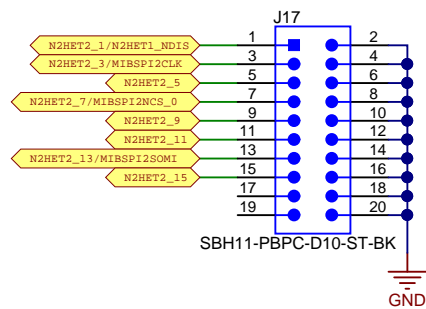 J17
N2HET2_1/N2HET1_NDIS 1 2
N2HET2_3/MIBSPI2CLK 3 4
N2HET2_5 5 6
N2HET2_7/MIBSPI2NCS_0 7 8
N2HET2_9 9 10
N2HET2_11 11 12
N2HET2_13/MIBSPI2SOMI 13 14
N2HET2_15 15 16
17 18
19 20
SBH11-PBPC-D10-ST-BK
GND